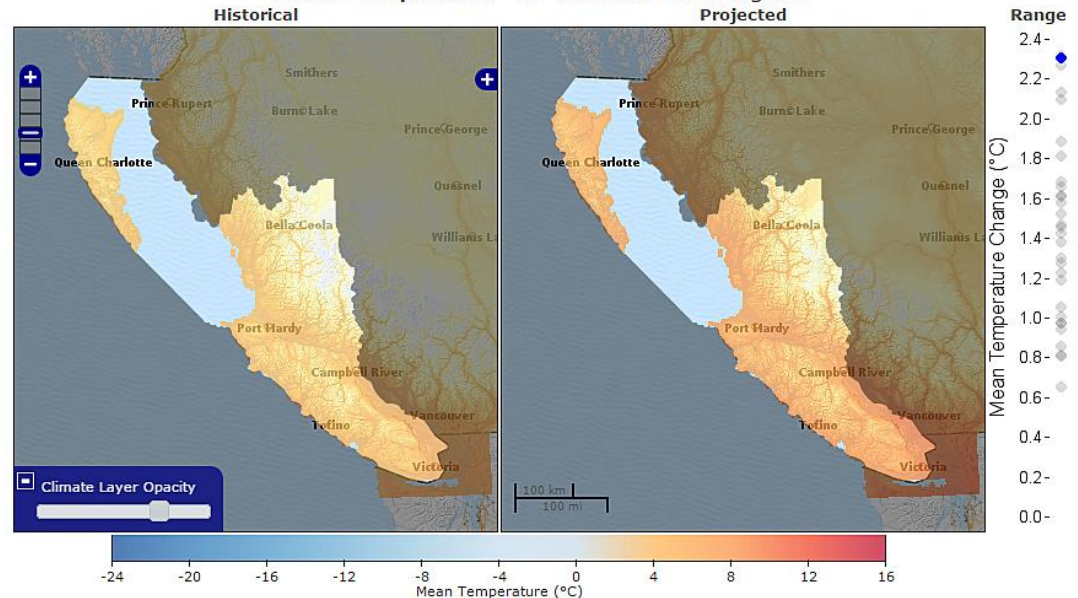 Historical
Projected
Range
+
+
−
Smithers
Prince Rupert
Burns Lake
Prince George
Queen Charlotte
Quesnel
Bella Coola
Port Hardy
Campbell River
Vancouver
Tofino
Victoria
Climate Layer Opacity
Smithers
Prince Rupert
Burns Lake
Prince George
Queen Charlotte
Quesnel
Bella Coola
Port Hardy
Campbell River
Vancouver
Tofino
Victoria
100 km
100 mi
Mean Temperature Change (°C)
2.4-
2.2-
2.0-
1.8-
1.6-
1.4-
1.2-
1.0-
0.8-
0.6-
0.4-
0.2-
0.0-
-24 -20 -16 -12 -8 -4 0 4 8 12 16
Mean Temperature (°C)